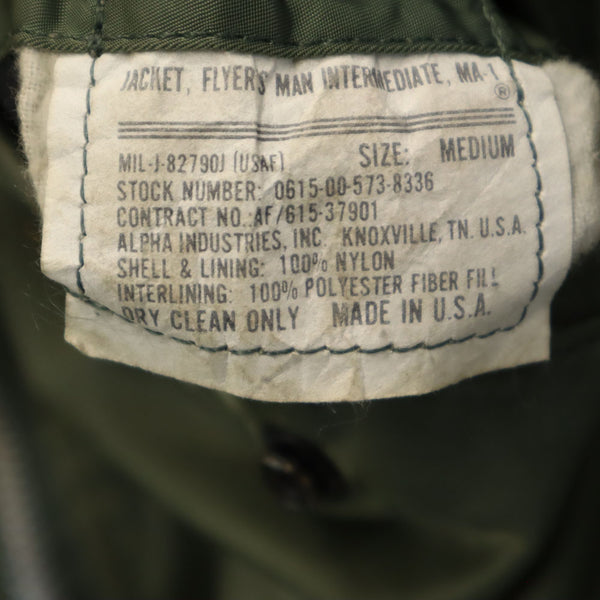 JACKET, FLYERS' MAN INTERMEDIATE, MA-1
®
MIL-J-82790J (USAF) SIZE: MEDIUM
STOCK NUMBER: 0615-00-573-8336
CONTRACT NO.: AF/615-37901
ALPHA INDUSTRIES, INC. KNOXVILLE, TN. U.S.A.
SHELL & LINING: 100% NYLON
INTERLINING: 100% POLYESTER FIBER FILL
DRY CLEAN ONLY MADE IN U.S.A.